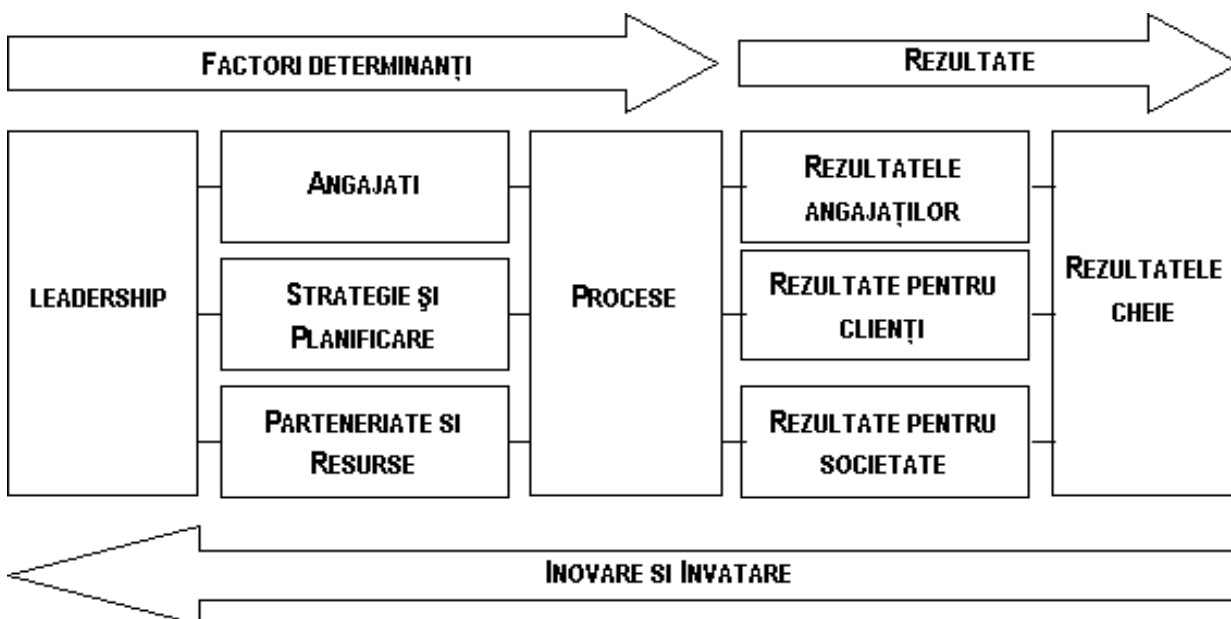 FACTORI DETERMINANȚI
REZULTATE
LEADERSHIP
ANGAJATI
STRATEGIE ŞI
PLANIFICARE
PARTENERIATE SI
RESURSE
PROCESE
REZULTATELE
ANGAJAȚILOR
REZULTATE PENTRU
CLIENȚI
REZULTATE PENTRU
SOCIETATE
REZULTATELE
CHEIE
INOVARE SI INVATARE